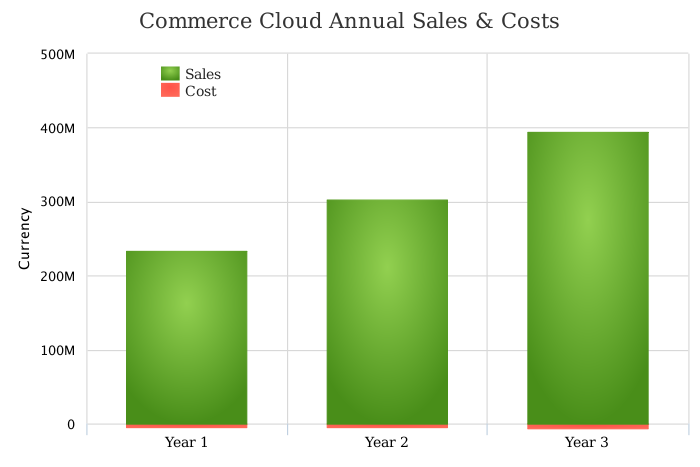 Commerce Cloud Annual Sales & Costs
500M
Sales
Cost
400M
300M
Currency
200M
100M
0
Year 1
Year 2
Year 3